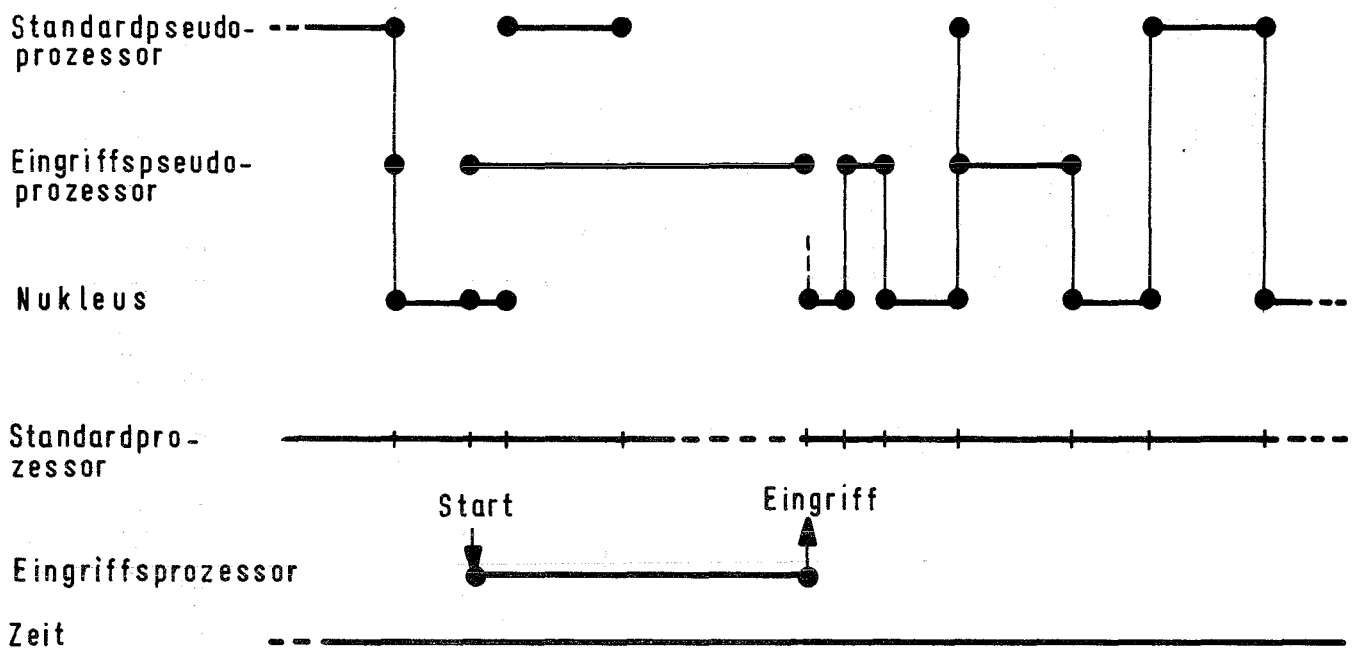 Standardpseudo-
prozessor
Eingriffspseudo-
prozessor
Nukleus
Standardpro-
zessor
Start
Eingriff
Eingriffsprozessor
Zeit